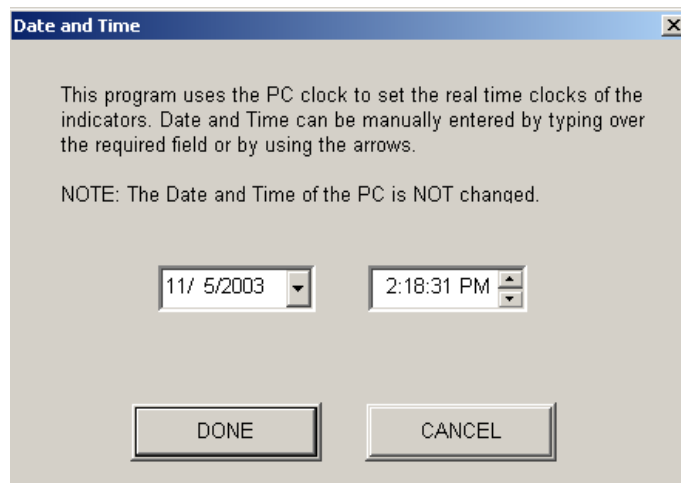 Date and Time
This program uses the PC clock to set the real time clocks of the
indicators. Date and Time can be manually entered by typing over
the required field or by using the arrows.
NOTE: The Date and Time of the PC is NOT changed.
11/ 5/2003 2:18:31 PM
DONE CANCEL